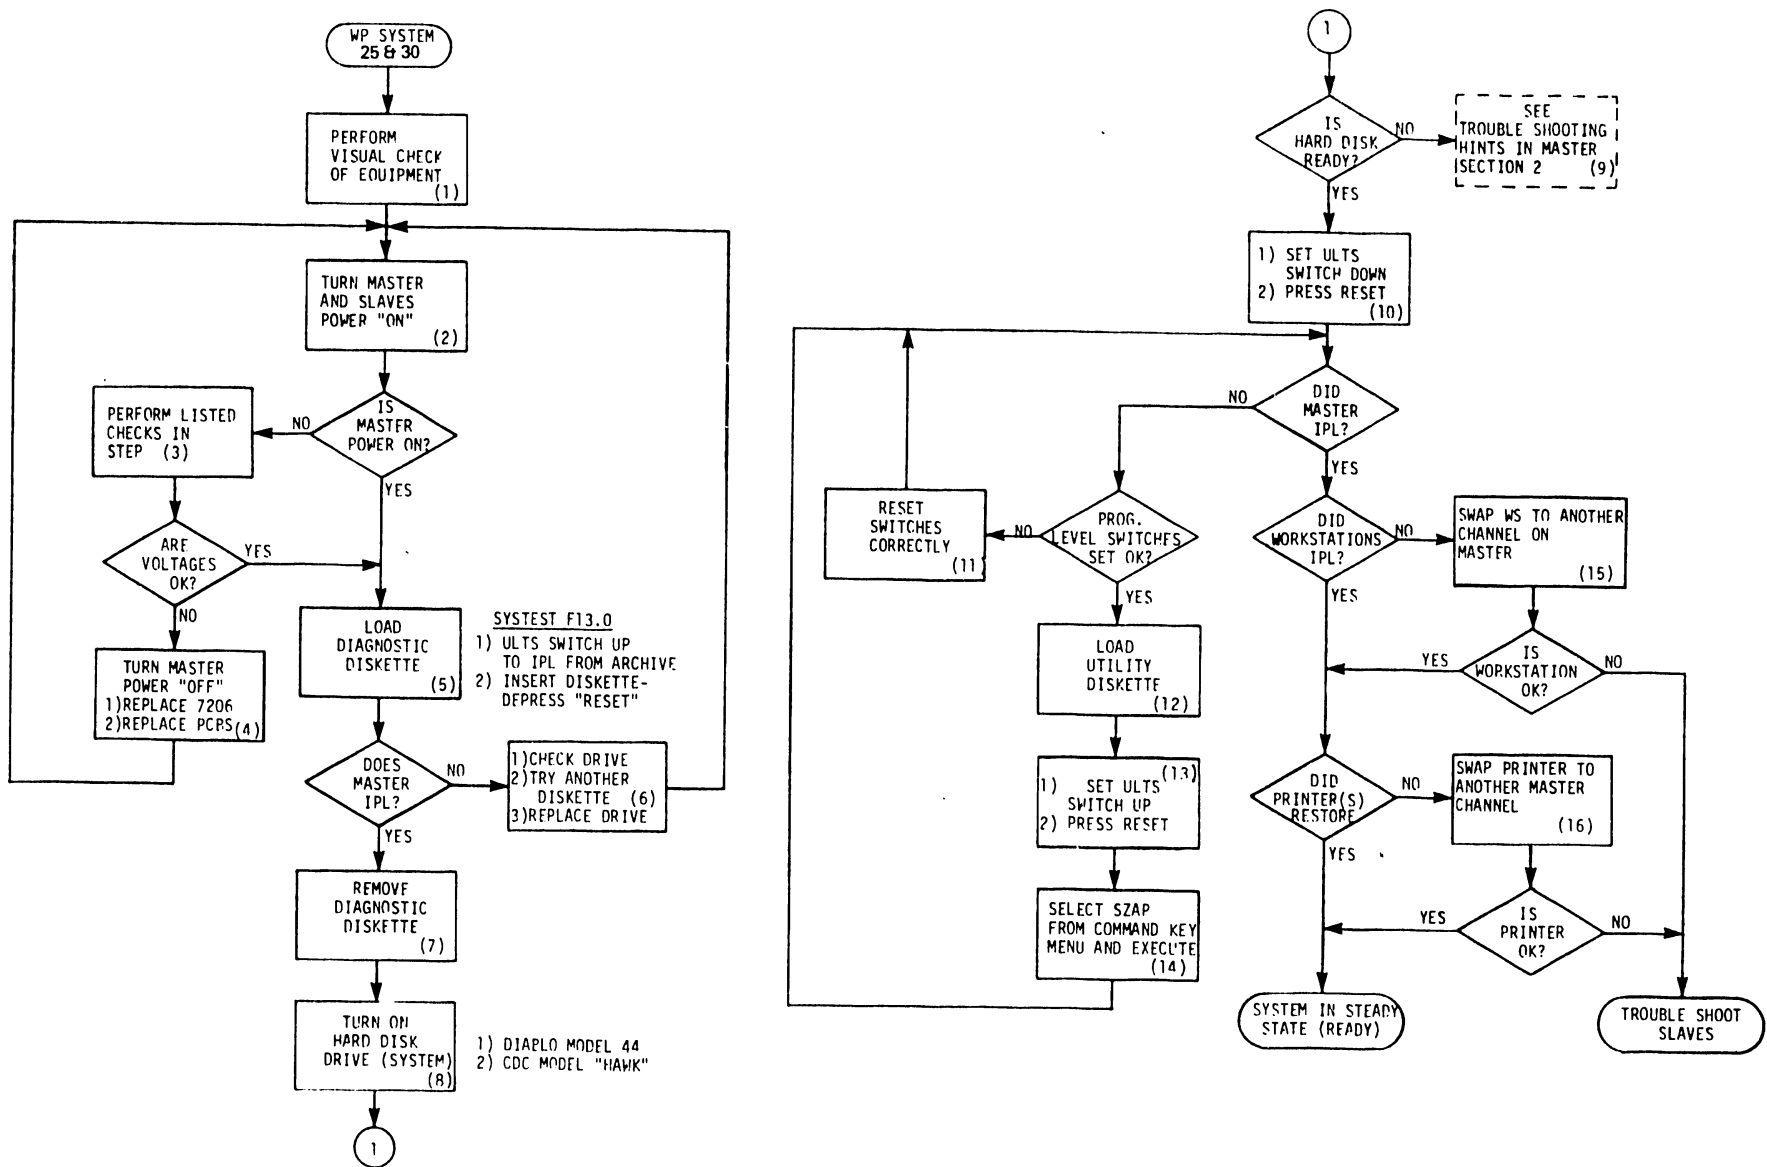 WP SYSTEM
25 & 30
PERFORM
VISUAL CHECK
OF EQUIPMENT
(1)
TURN MASTER
AND SLAVES
POWER "ON"
(2)
IS
MASTER
POWER ON?
NO
YES
PERFORM LISTED
CHECKS IN
STEP (3)
ARE
VOLTAGES
OK?
YES
NO
TURN MASTER
POWER "OFF"
1)REPLACE 7206
2)REPLACE PCBS(4)
LOAD
DIAGNOSTIC
DISKETTE
(5)
SYSTEST F13.0
1) ULTS SWITCH UP
TO IPL FROM ARCHIVE
2) INSERT DISKETTE-
DEPRESS "RESET"
DOES
MASTER
IPL?
NO
YES
1)CHECK DRIVE
2)TRY ANOTHER
DISKETTE (6)
3)REPLACE DRIVE
REMOVE
DIAGNOSTIC
DISKETTE
(7)
TURN ON
HARD DISK
DRIVE (SYSTEM)
(8)
1) DIABLO MODEL 44
2) CDC MODEL "HAWK"
1
1
IS
HARD DISK
READY?
NO
YES
SEE
TROUBLE SHOOTING
HINTS IN MASTER
SECTION 2 (9)
1) SET ULTS
SWITCH DOWN
2) PRESS RESET
(10)
DID
MASTER
IPL?
NO
YES
PROG.
LEVEL SWITCHES
SET OK?
NO
YES
RESET
SWITCHES
CORRECTLY
(11)
LOAD
UTILITY
DISKETTE
(12)
(13)
1) SET ULTS
SWITCH UP
2) PRESS RESET
SELECT SZAP
FROM COMMAND KEY
MENU AND EXECUTE
(14)
DID
WORKSTATIONS
IPL?
NO
YES
SWAP WS TO ANOTHER
CHANNEL ON
MASTER
(15)
IS
WORKSTATION
OK?
YES
NO
DID
PRINTER(S)
RESTORE
NO
YES
SWAP PRINTER TO
ANOTHER MASTER
CHANNEL
(16)
IS
PRINTER
OK?
YES
NO
SYSTEM IN STEADY
STATE (READY)
TROUBLE SHOOT
SLAVES